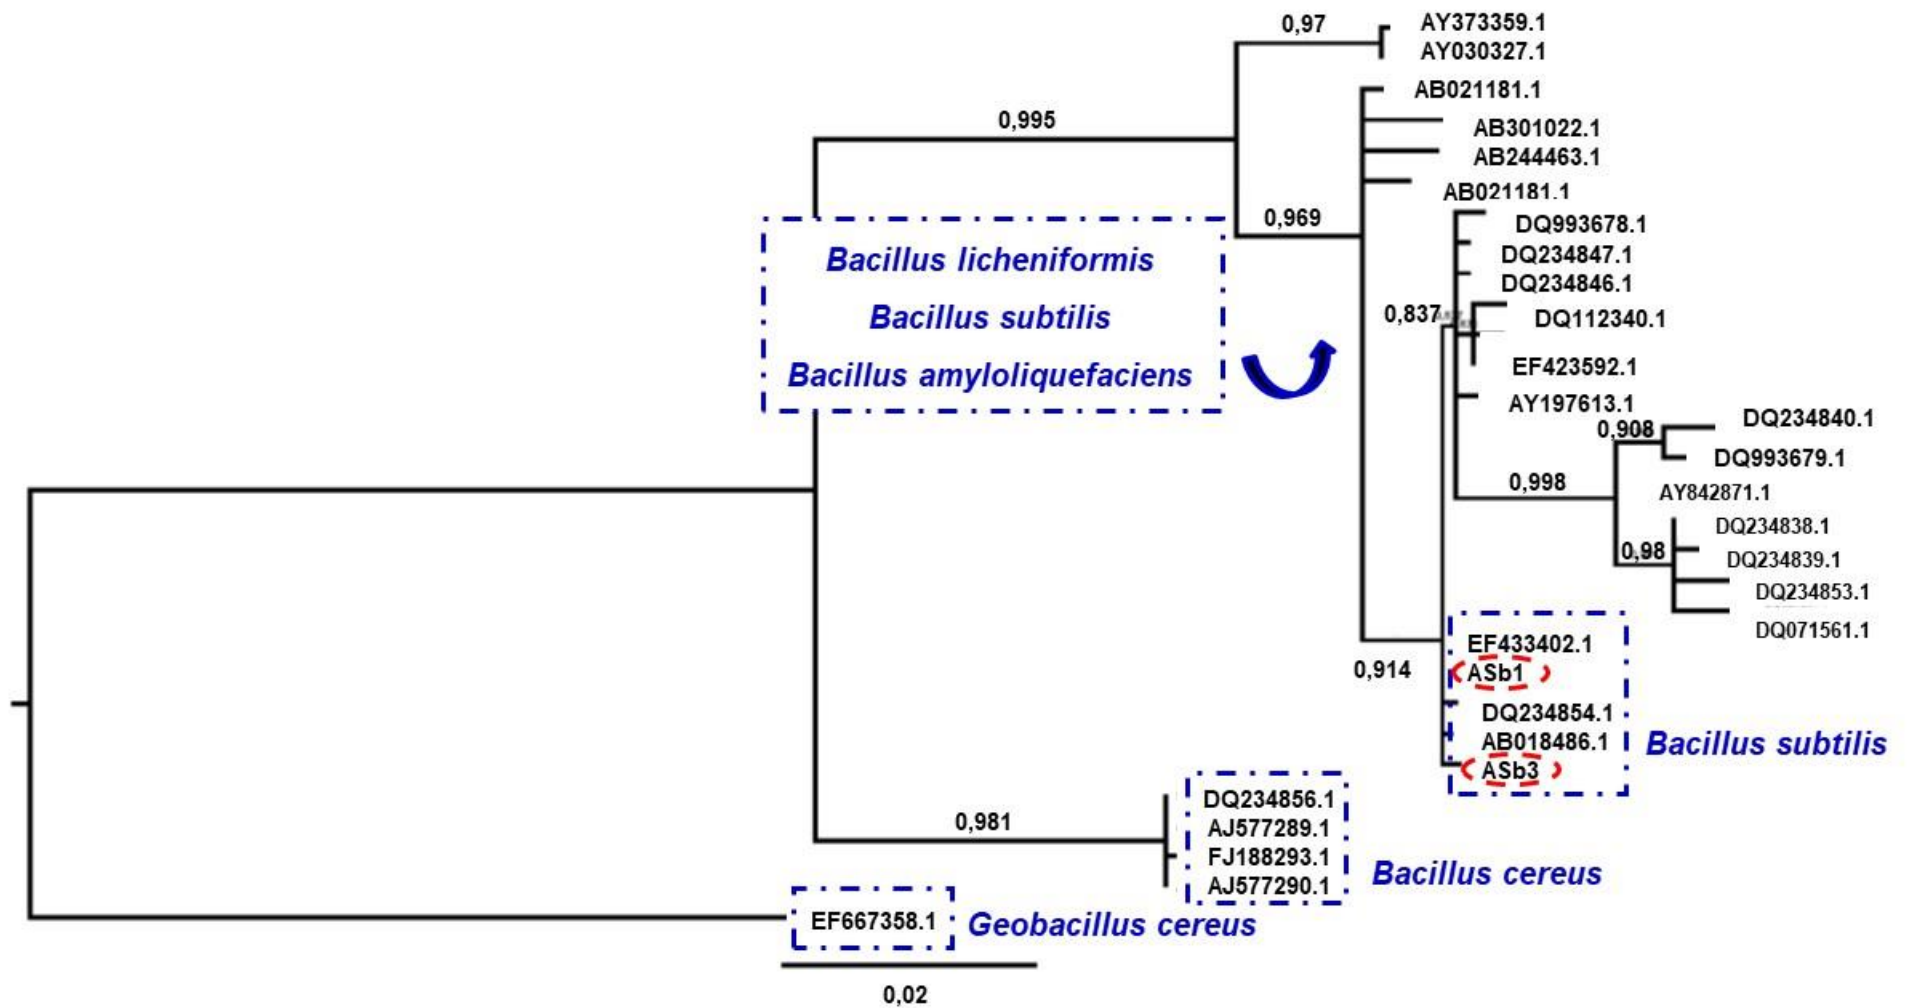 0,97
AY373359.1
AY030327.1
AB021181.1
0,995
AB301022.1
AB244463.1
AB021181.1
0,969
DQ993678.1
DQ234847.1
DQ234846.1
Bacillus licheniformis
Bacillus subtilis
Bacillus amyloliquefaciens
0,837
DQ112340.1
EF423592.1
AY197613.1
0,908
DQ234840.1
DQ993679.1
0,998
AY842871.1
DQ234838.1
0,98
DQ234839.1
DQ234853.1
DQ071561.1
EF433402.1
0,914
ASb1
DQ234854.1
AB018486.1
ASb3
Bacillus subtilis
0,981
DQ234856.1
AJ577289.1
FJ188293.1
AJ577290.1
Bacillus cereus
EF667358.1
Geobacillus cereus
0,02